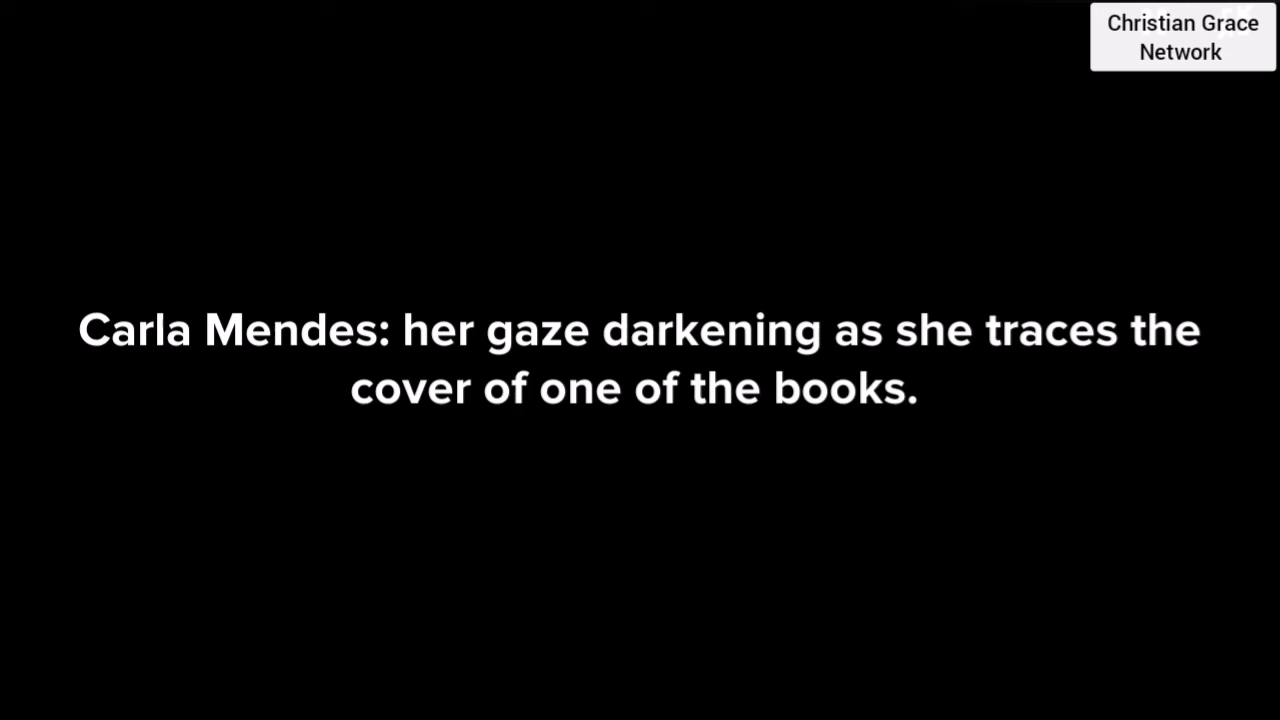 Christian Grace
Network
Carla Mendes: her gaze darkening as she traces the
cover of one of the books.